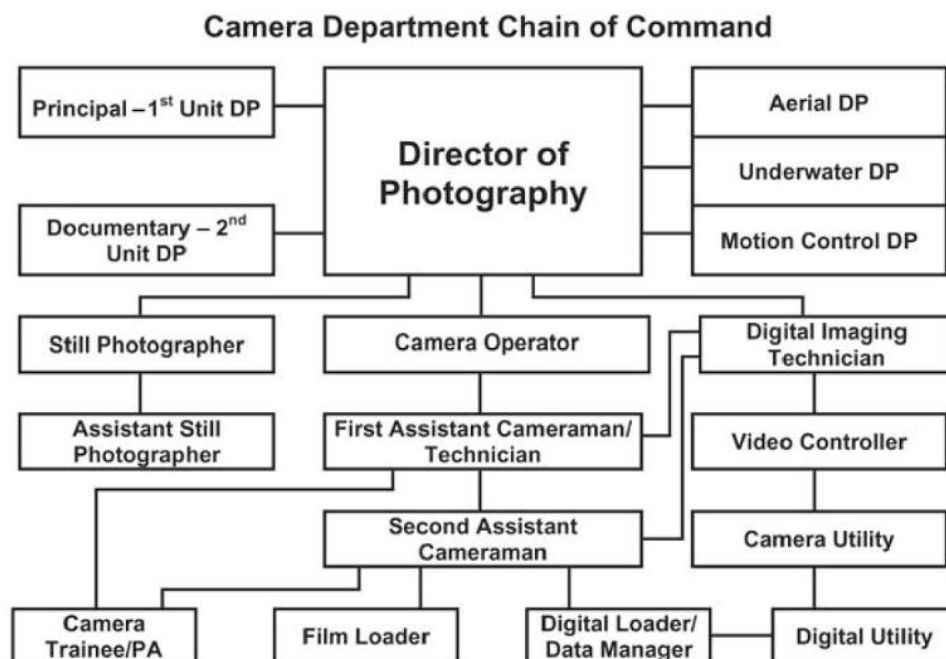 Camera Department Chain of Command
Principal – 1st Unit DP
Director of
Photography
Aerial DP
Underwater DP
Documentary – 2nd
Unit DP
Motion Control DP
Still Photographer
Camera Operator
Digital Imaging
Technician
Assistant Still
Photographer
First Assistant Cameraman/
Technician
Video Controller
Second Assistant
Cameraman
Camera Utility
Camera
Trainee/PA
Film Loader
Digital Loader/
Data Manager
Digital Utility